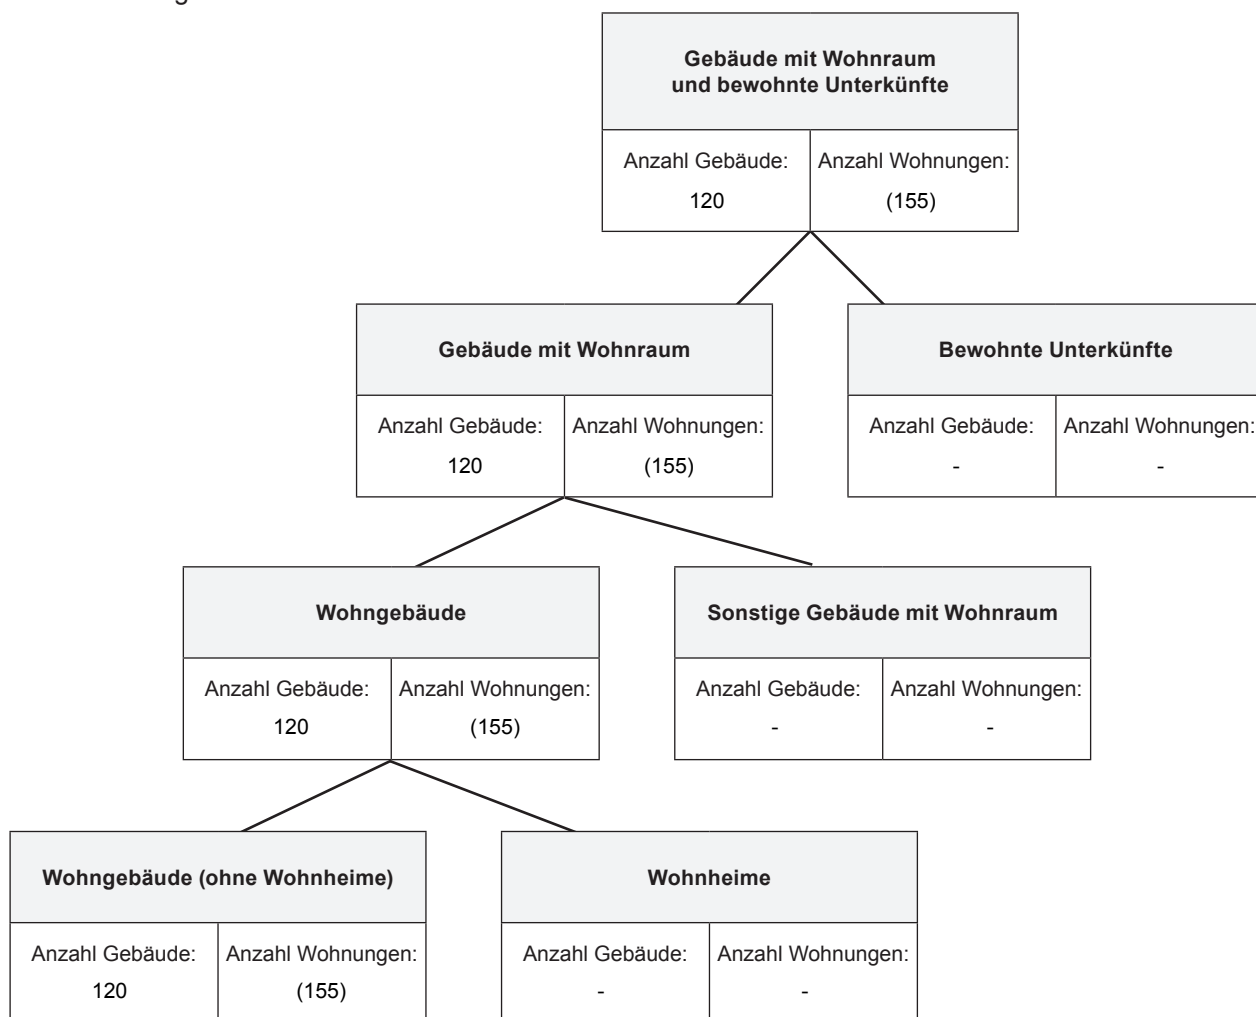 Gebäude mit Wohnraum
und bewohnte Unterkünfte
Anzahl Gebäude:
120
Anzahl Wohnungen:
(155)
Gebäude mit Wohnraum
Anzahl Gebäude:
120
Anzahl Wohnungen:
(155)
Bewohnte Unterkünfte
Anzahl Gebäude:
-
Anzahl Wohnungen:
-
Wohngebäude
Anzahl Gebäude:
120
Anzahl Wohnungen:
(155)
Sonstige Gebäude mit Wohnraum
Anzahl Gebäude:
-
Anzahl Wohnungen:
-
Wohngebäude (ohne Wohnheime)
Anzahl Gebäude:
120
Anzahl Wohnungen:
(155)
Wohnheime
Anzahl Gebäude:
-
Anzahl Wohnungen:
-